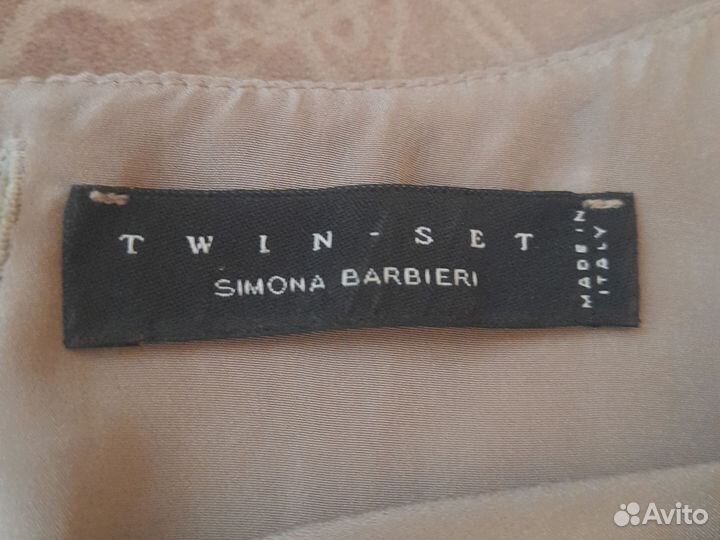 TWIN-SET
SIMONA BARBIERI
MADE IN
ITALY
Avito